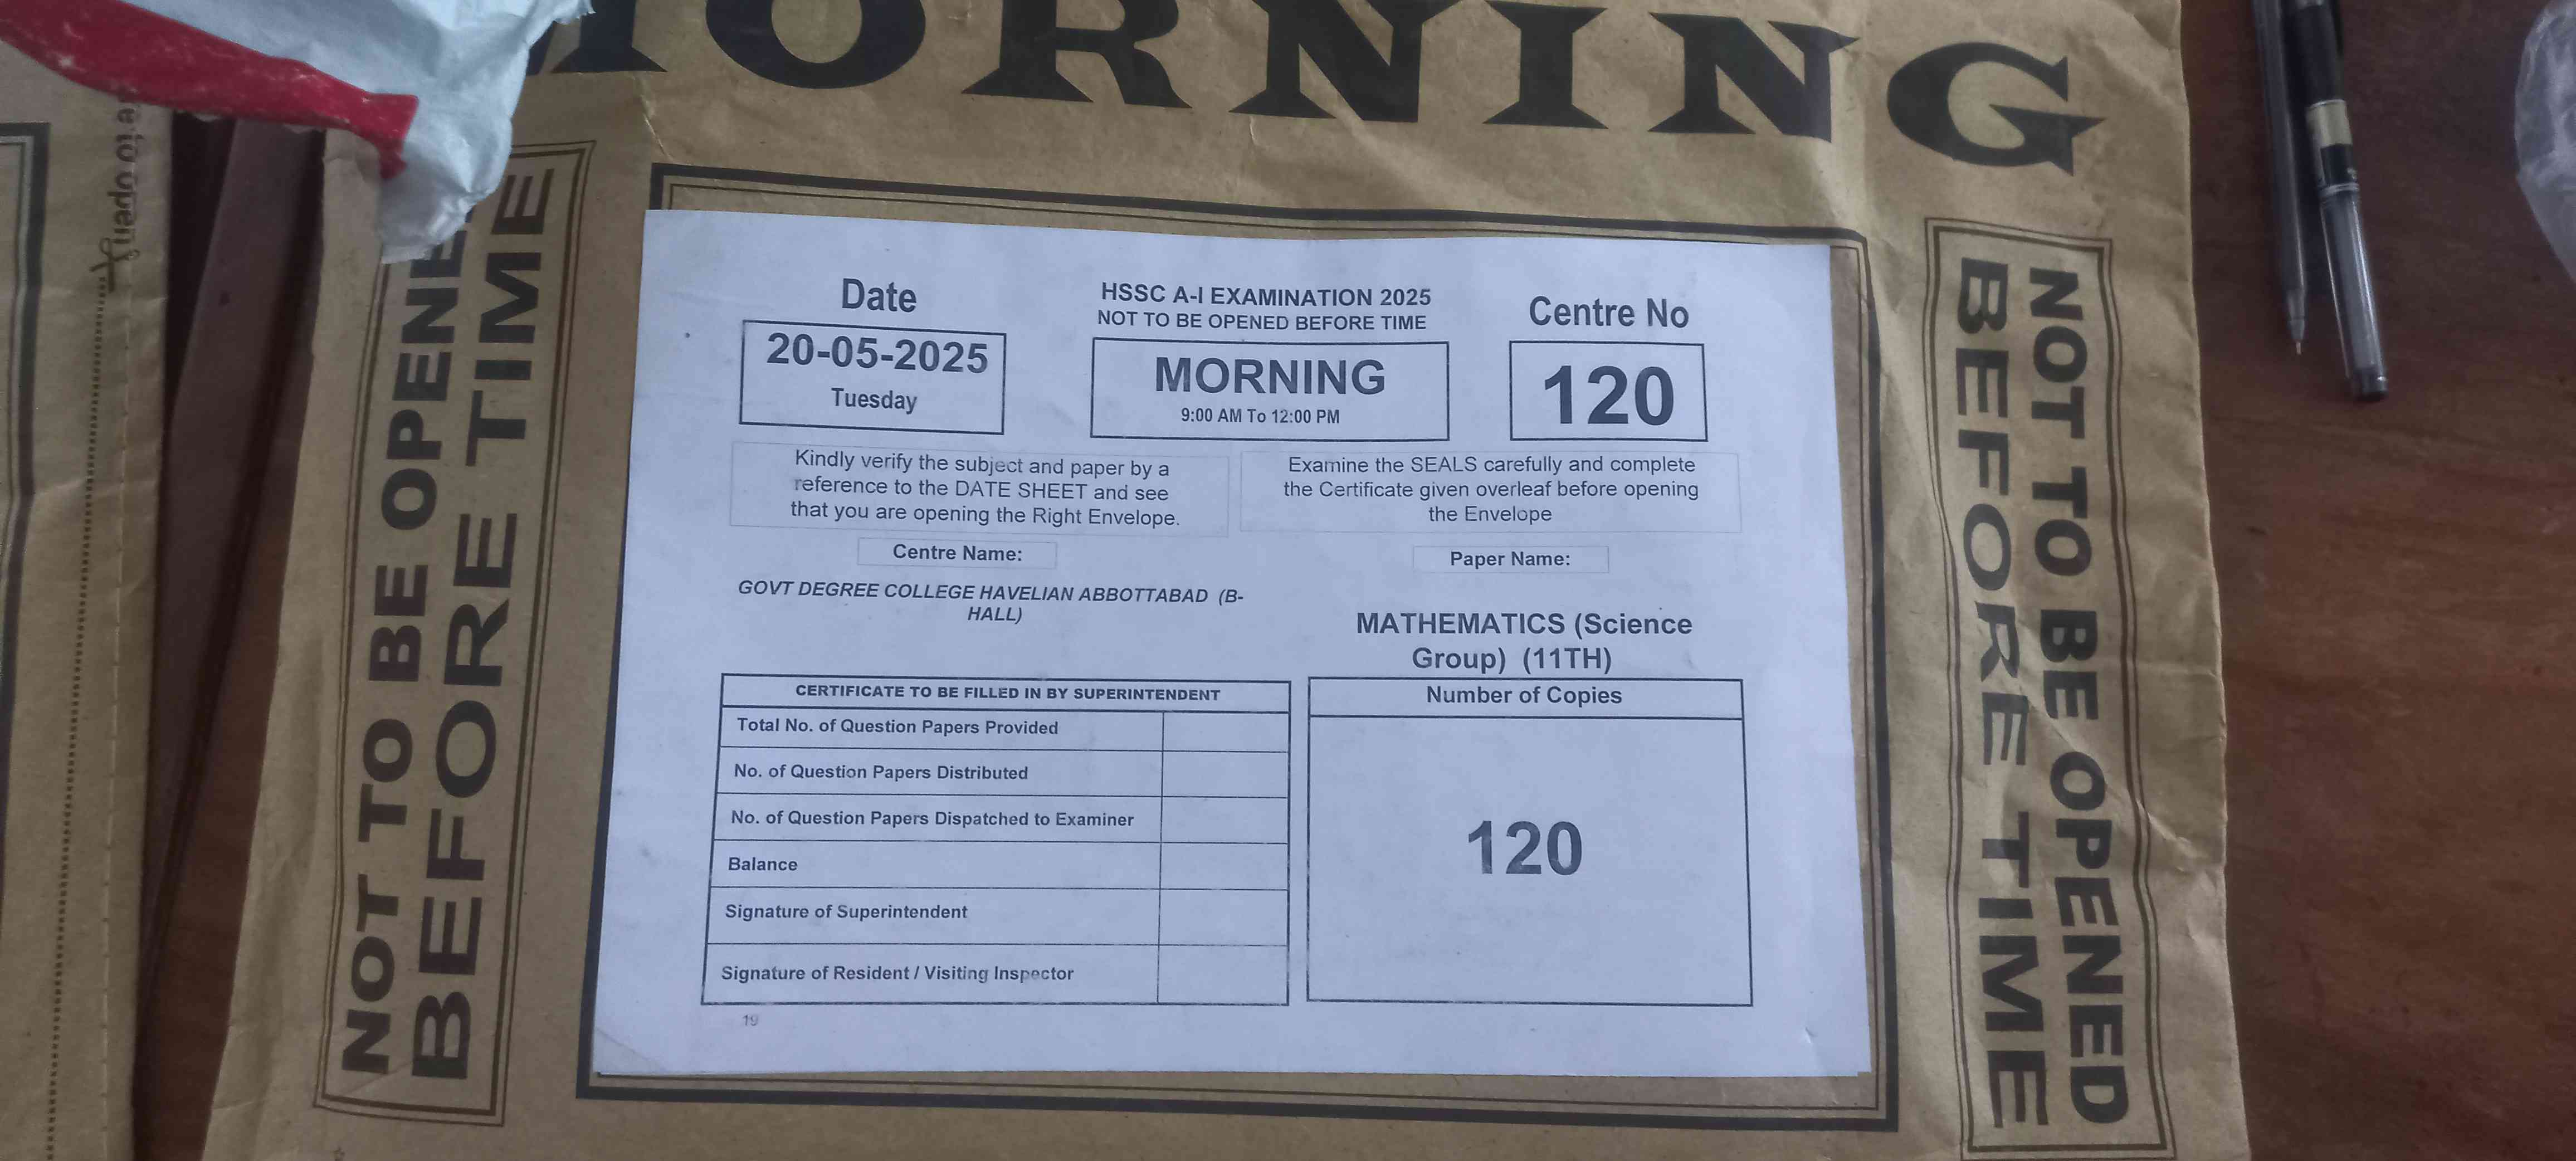 MORNING
e to open
NOT TO BE OPENE
BEFORE TIME
Date
20-05-2025
Tuesday
HSSC A-I EXAMINATION 2025
NOT TO BE OPENED BEFORE TIME
MORNING
9:00 AM To 12:00 PM
Centre No
120
Kindly verify the subject and paper by a
reference to the DATE SHEET and see
that you are opening the Right Envelope.
Examine the SEALS carefully and complete
the Certificate given overleaf before opening
the Envelope
Centre Name:
GOVT DEGREE COLLEGE HAVELIAN ABBOTTABAD (B-
HALL)
Paper Name:
MATHEMATICS (Science
Group) (11TH)
CERTIFICATE TO BE FILLED IN BY SUPERINTENDENT
Total No. of Question Papers Provided
No. of Question Papers Distributed
No. of Question Papers Dispatched to Examiner
Balance
Signature of Superintendent
Signature of Resident / Visiting Inspector
Number of Copies
120
19
NOT TO BE OPENED
BEFORE TIME